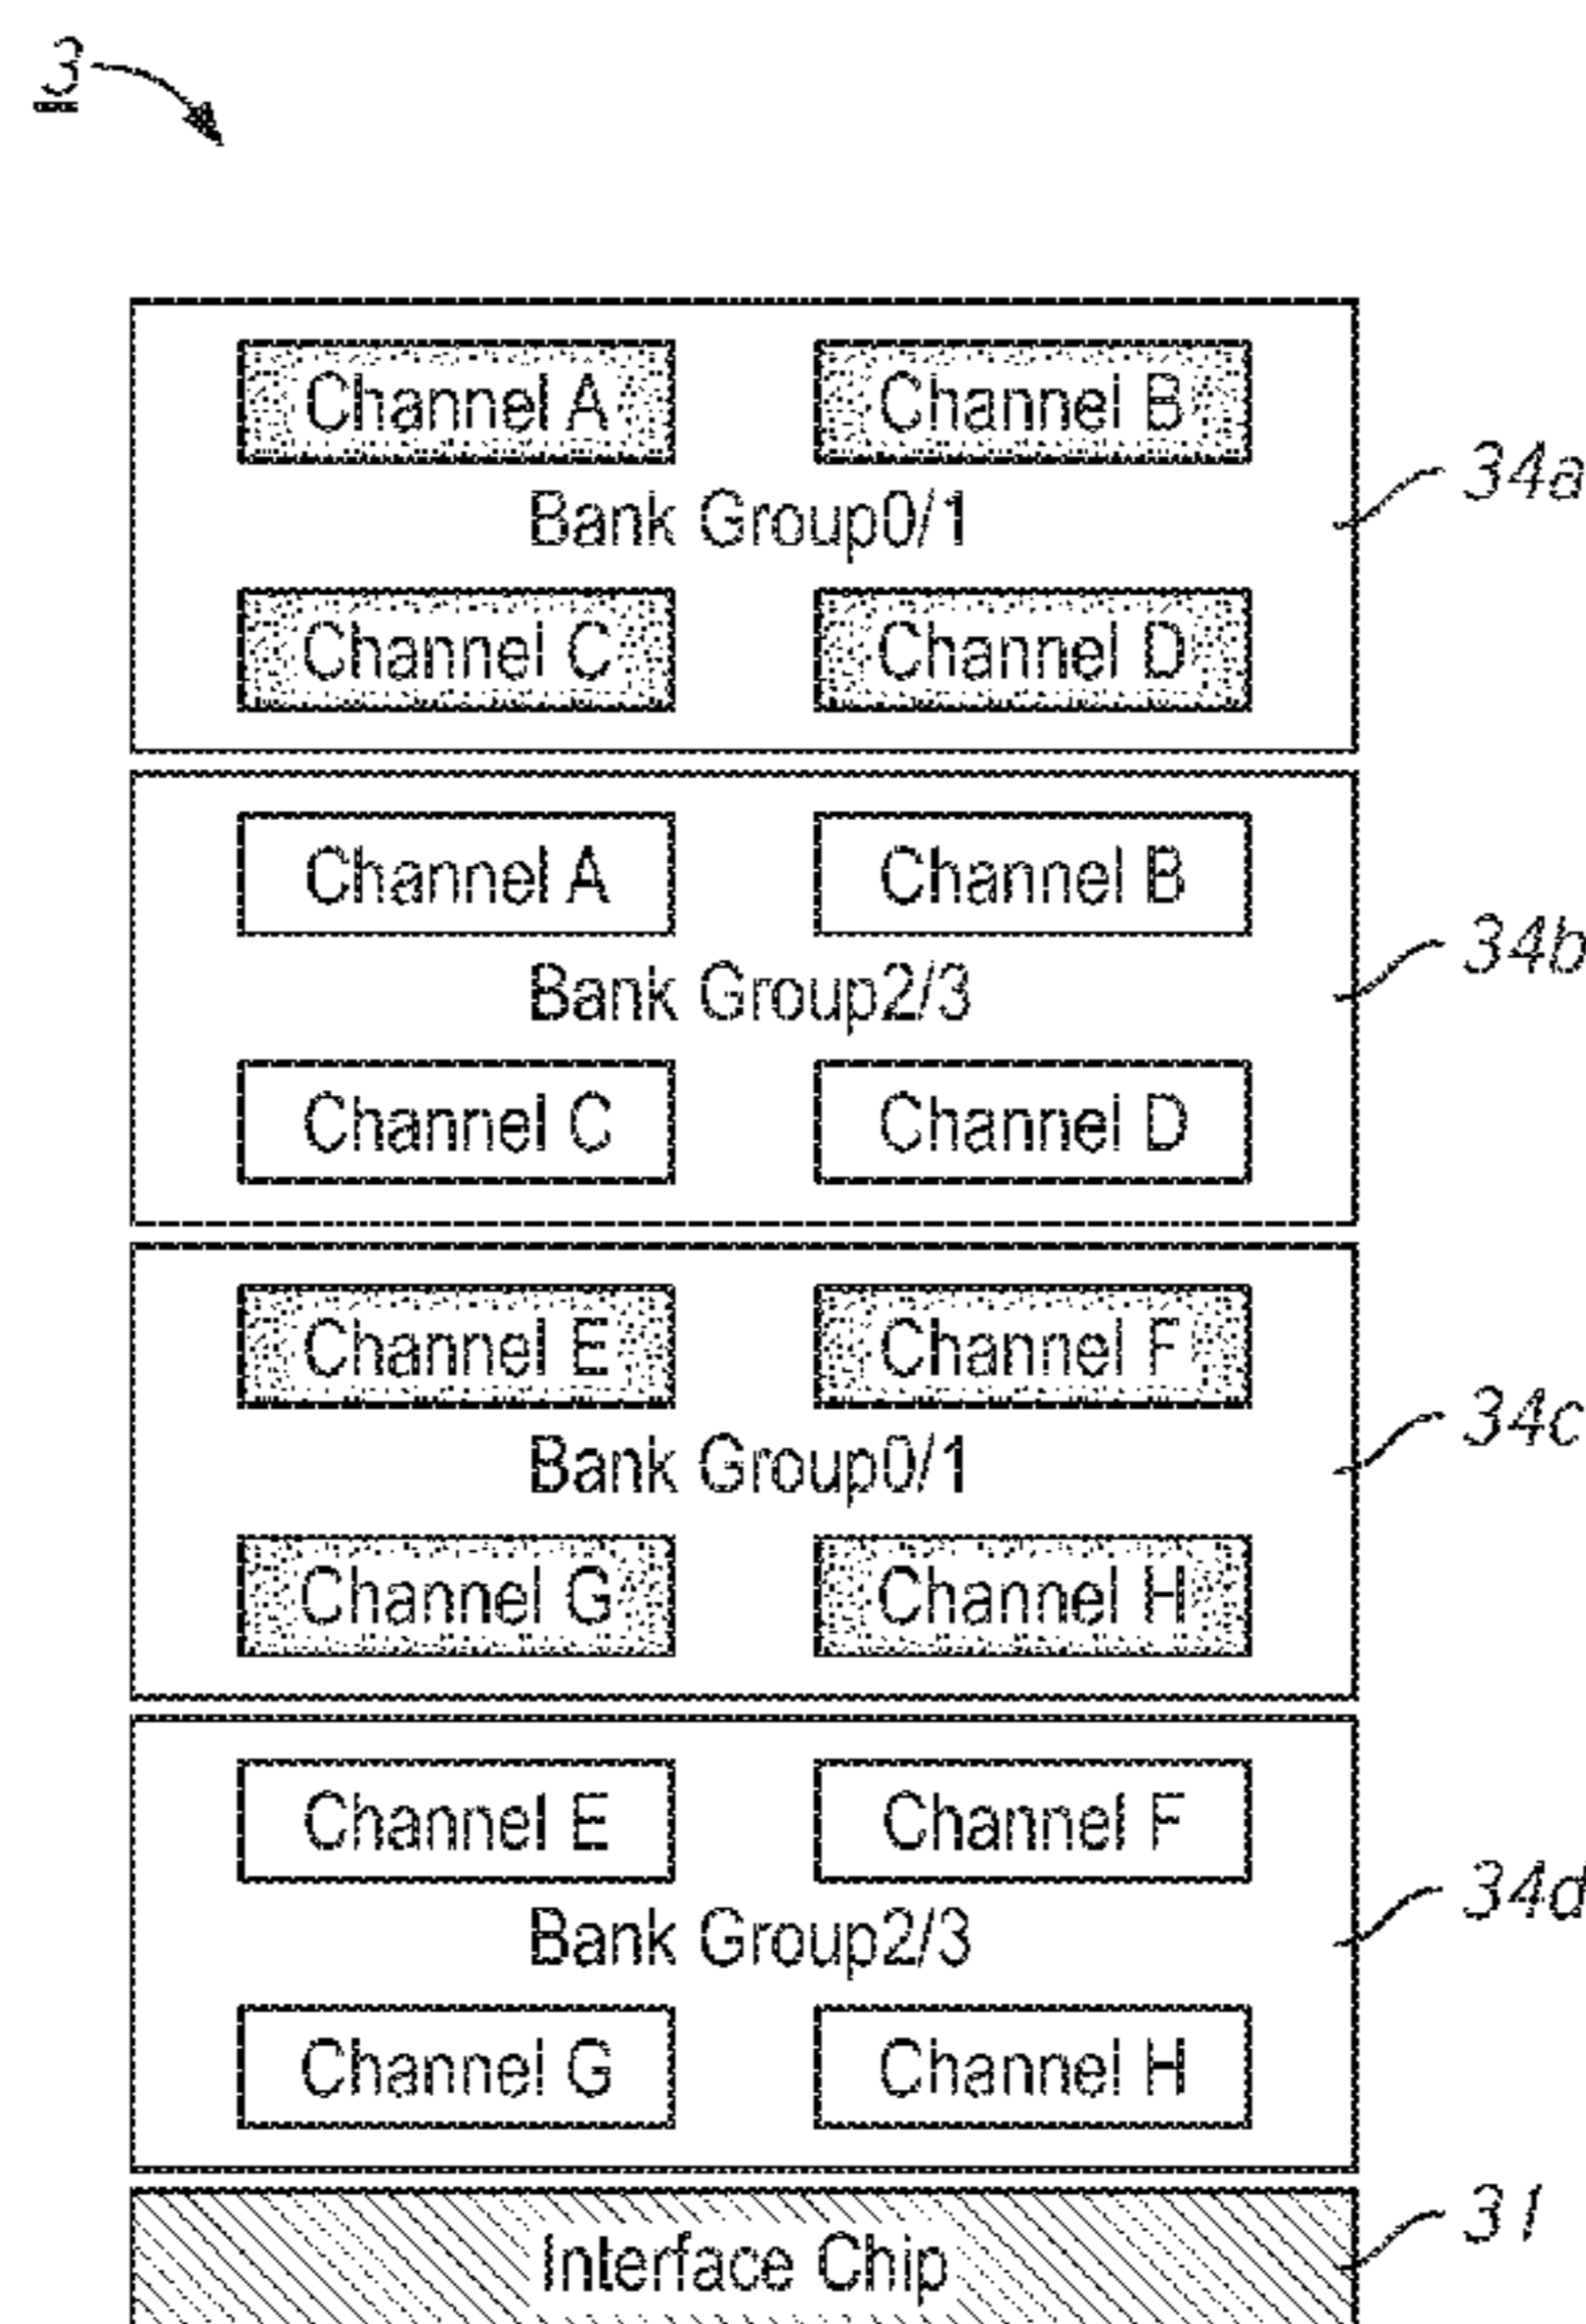 3
Channel A Channel B
34a
Bank Group0/1
Channel C Channel D
Channel A Channel B
34b
Bank Group2/3
Channel C Channel D
Channel E Channel F
34c
Bank Group0/1
Channel G Channel H
Channel E Channel F
34d
Bank Group2/3
Channel G Channel H
31
Interface Chip